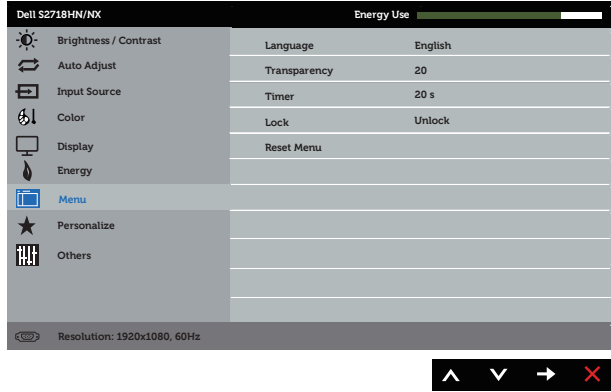 Dell S2718HN/NX Energy Use
Brightness / Contrast
Auto Adjust
Input Source
Color
Display
Energy
Menu
Personalize
Others
Language English
Transparency 20
Timer 20 s
Lock Unlock
Reset Menu
Resolution: 1920x1080, 60Hz